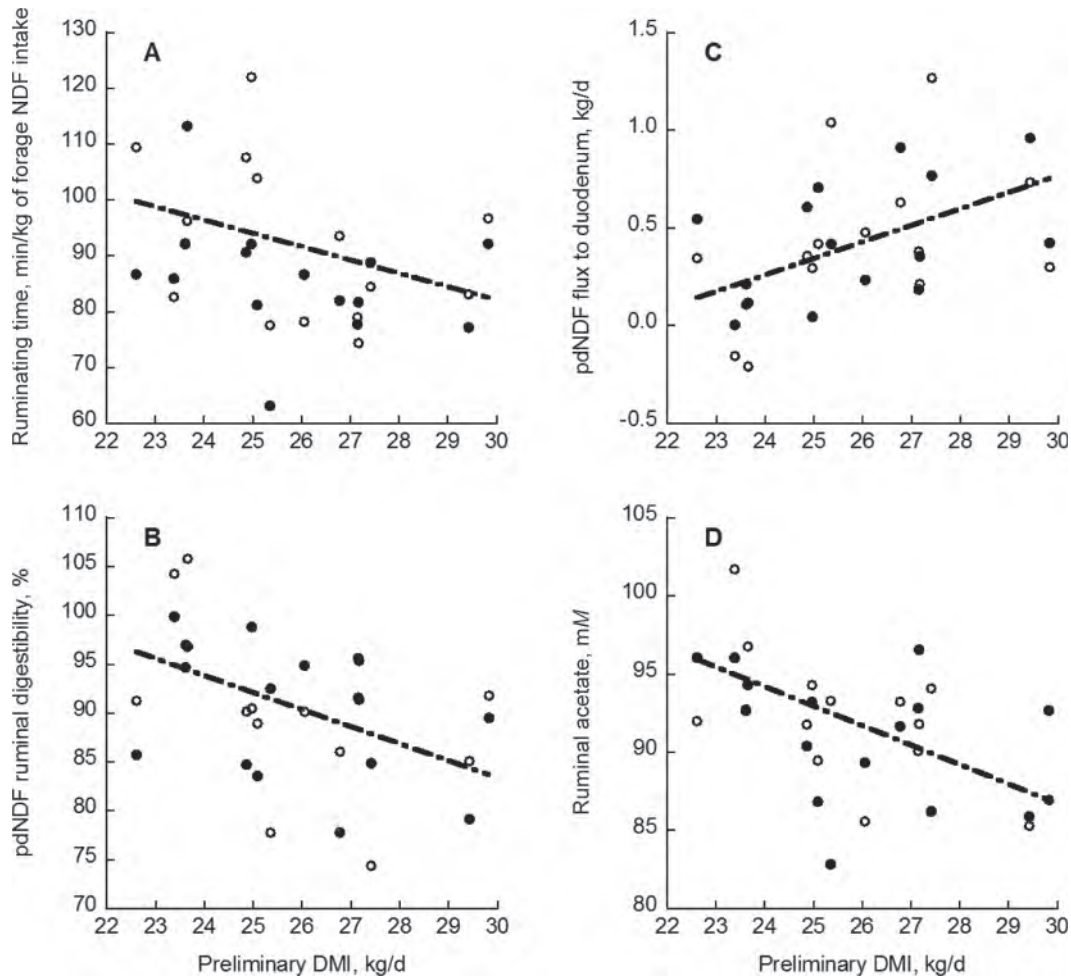 A
Ruminating time, min/kg of forage NDF intake
130
120
110
100
90
80
70
60
22 23 24 25 26 27 28 29 30
C
pdNDF flux to duodenum, kg/d
1.5
1.0
0.5
0.0
-0.5
22 23 24 25 26 27 28 29 30
B
pdNDF ruminal digestibility, %
110
105
100
95
90
85
80
75
70
22 23 24 25 26 27 28 29 30
Preliminary DMI, kg/d
D
Ruminal acetate, mM
105
100
95
90
85
80
22 23 24 25 26 27 28 29 30
Preliminary DMI, kg/d